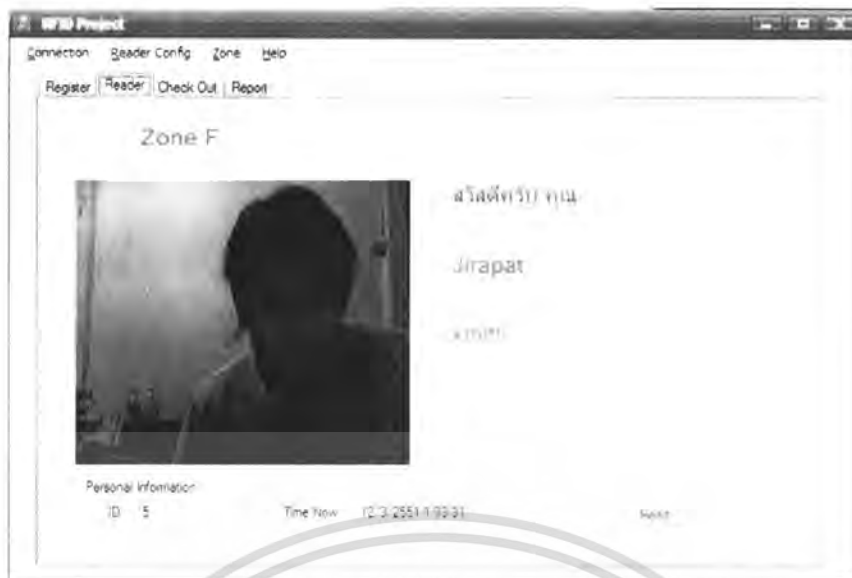 RFID Project
Connection Reader Config Zone Help
Register Reader Check Out Report
Zone F
สวัสดีครับ คุณ
Jirapat
Personal Information
ID 5 Time Now